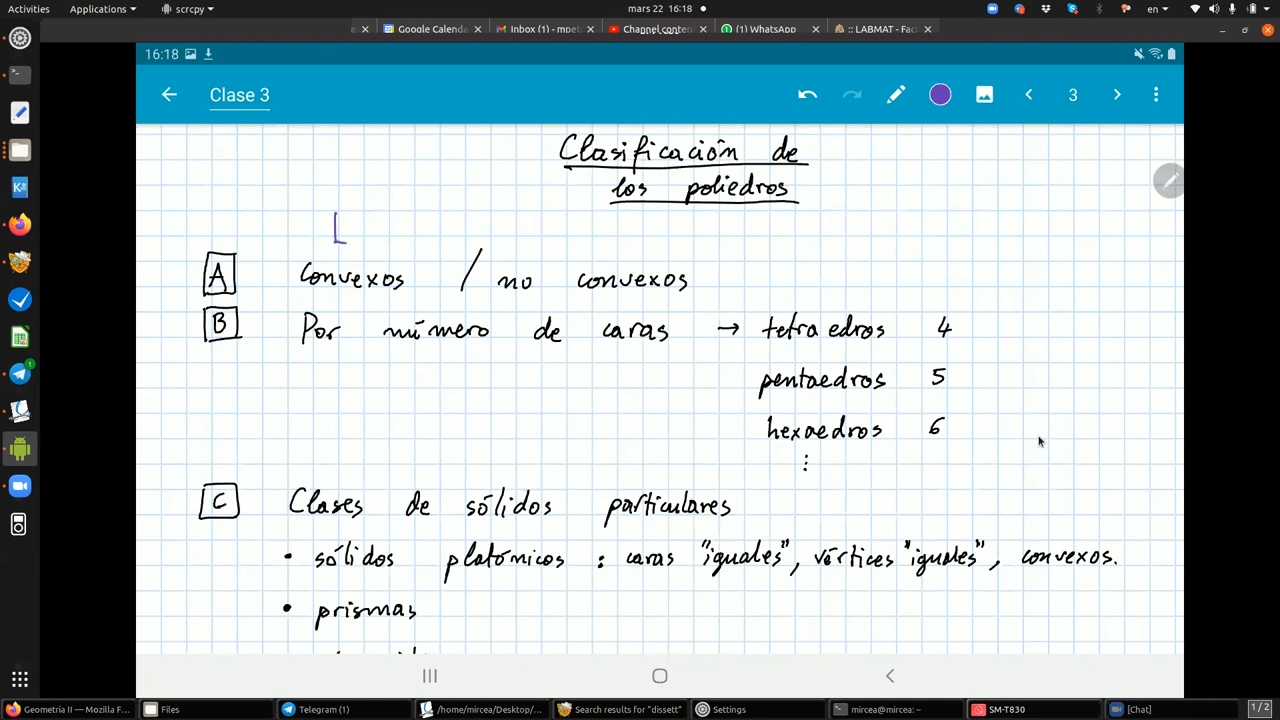 Activities Applications scrcpy mars 22 16:18 en
Google Calenda Inbox (1) - mpet Channel content (1) WhatsApp :: LABMAT - Fac
16:18
Clase 3 3
Clasificación de
los poliedros
A Convexos / no convexos
B Por número de caras → tetraedros 4
pentaedros 5
hexaedros 6
⋮
C Clases de sólidos particulares
• sólidos platónicos : caras "iguales", vértices "iguales", convexos.
• prismas
Geometria II — Mozilla F... Files Telegram (1) /home/mircea/Desktop/... Search results for "dissett" Settings mircea@mircea: ~ SM-T830 [Chat] 1 / 2